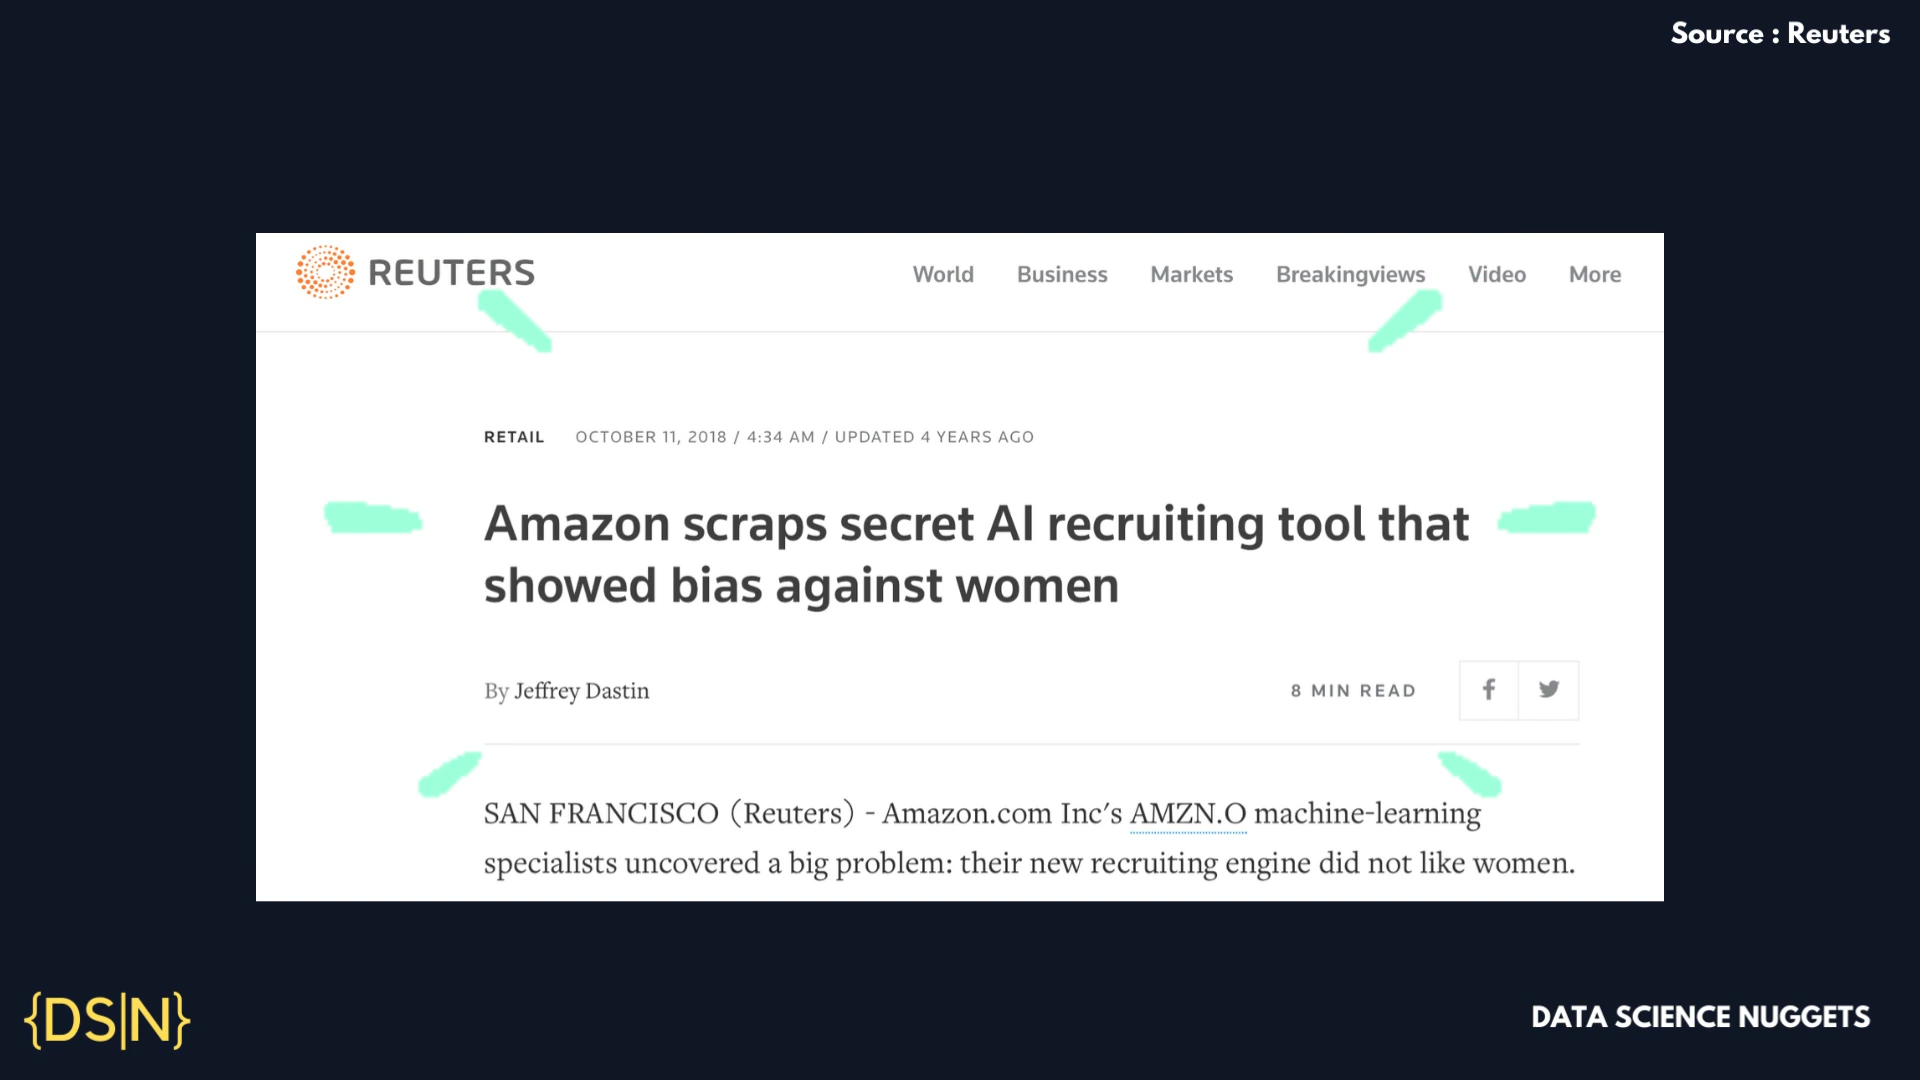 Source : Reuters
REUTERS
World Business Markets Breakingviews Video More
RETAIL OCTOBER 11, 2018 / 4:34 AM / UPDATED 4 YEARS AGO
Amazon scraps secret AI recruiting tool that
showed bias against women
By Jeffrey Dastin
8 MIN READ
SAN FRANCISCO (Reuters) - Amazon.com Inc's AMZN.O machine-learning
specialists uncovered a big problem: their new recruiting engine did not like women.
{DS|N}
DATA SCIENCE NUGGETS